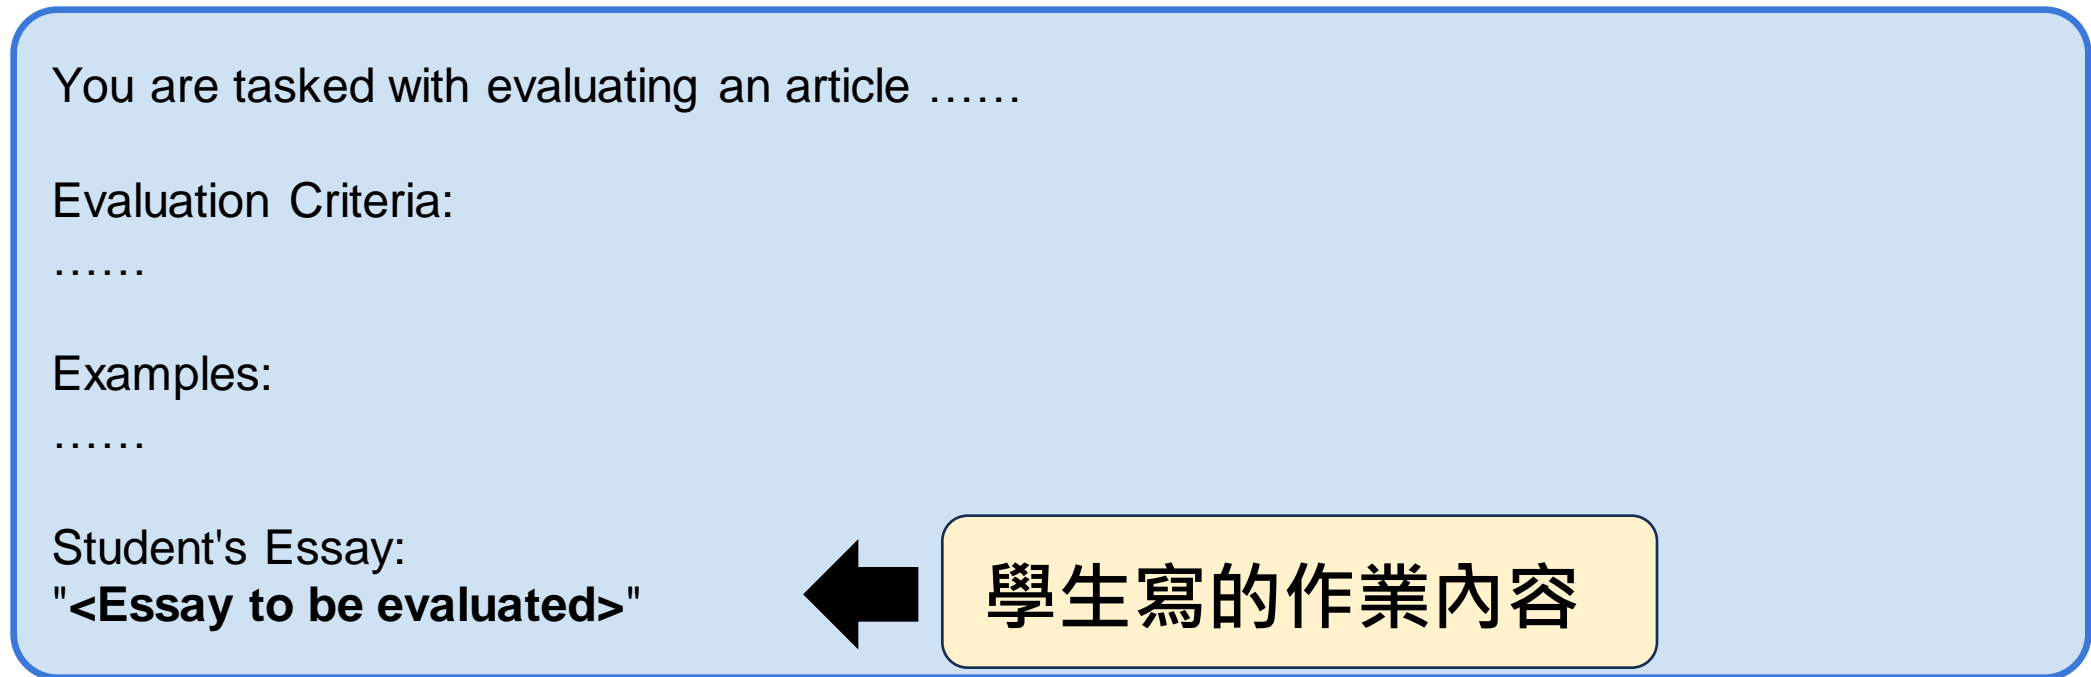 You are tasked with evaluating an article ……
Evaluation Criteria:
……
Examples:
……
Student's Essay:
"<Essay to be evaluated>"
學生寫的作業內容